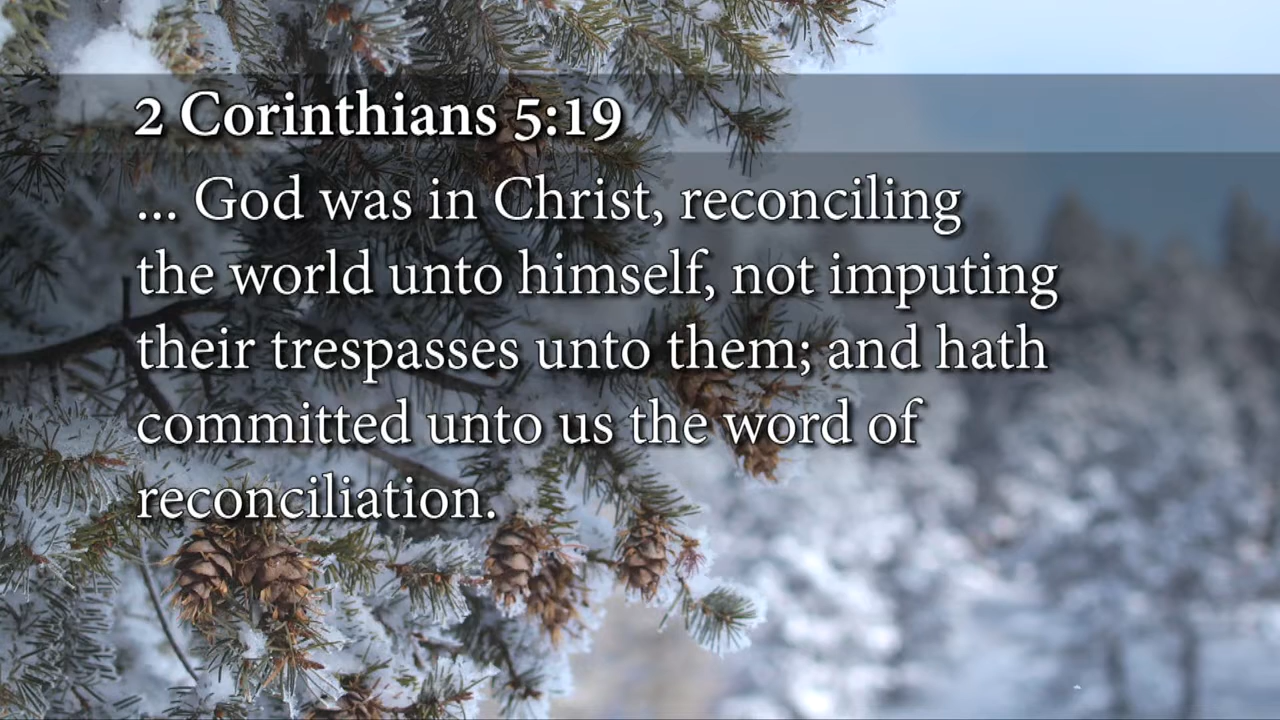 2 Corinthians 5:19
... God was in Christ, reconciling
the world unto himself, not imputing
their trespasses unto them; and hath
committed unto us the word of
reconciliation.